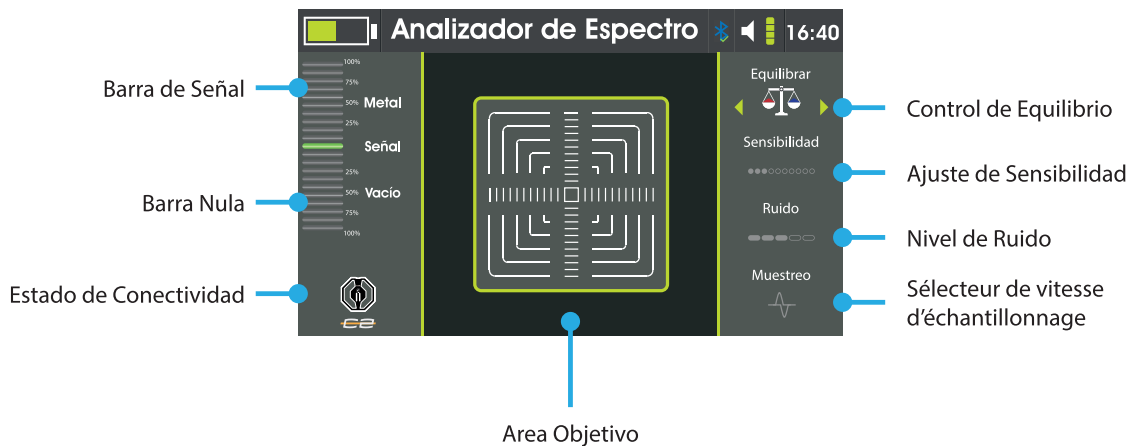 Analizador de Espectro
16:40
Barra de Señal
Barra Nula
Estado de Conectividad
100%
75%
50%
25%
Metal
Señal
25%
50%
75%
100%
Vacío
Equilibrar
Sensibilidad
Ruido
Muestreo
Control de Equilibrio
Ajuste de Sensibilidad
Nivel de Ruido
Sélecteur de vitesse
d'échantillonnage
Area Objetivo